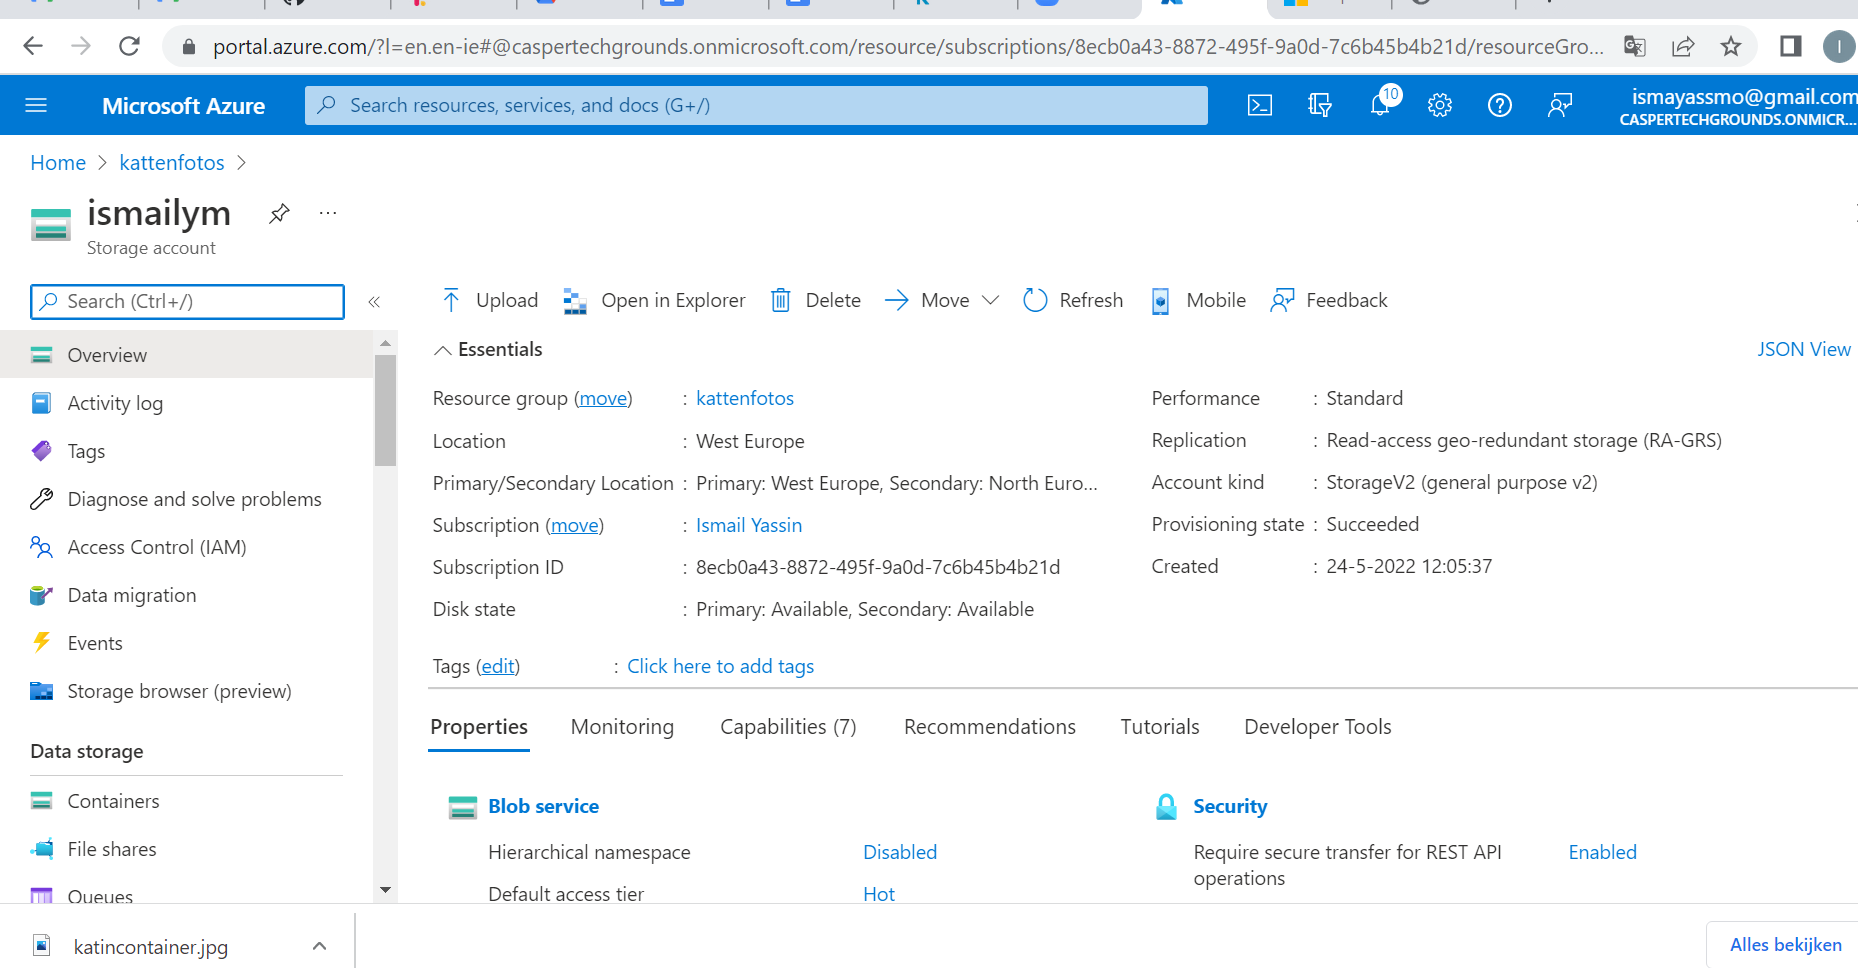 portal.azure.com/?l=en.en-ie#@caspertechgrounds.onmicrosoft.com/resource/subscriptions/8ecb0a43-8872-495f-9a0d-7c6b45b4b21d/resourceGro...
I
Microsoft Azure
Search resources, services, and docs (G+/)
10
ismayassmo@gmail.com
CASPERTECHGROUNDS.ONMICR...
Home > kattenfotos >
ismailym
Storage account
Search (Ctrl+/)
«
Upload
Open in Explorer
Delete
Move
Refresh
Mobile
Feedback
Overview
Activity log
Tags
Diagnose and solve problems
Access Control (IAM)
Data migration
Events
Storage browser (preview)
Data storage
Containers
File shares
Queues
Essentials
JSON View
Resource group (move) : kattenfotos
Location : West Europe
Primary/Secondary Location : Primary: West Europe, Secondary: North Euro...
Subscription (move) : Ismail Yassin
Subscription ID : 8ecb0a43-8872-495f-9a0d-7c6b45b4b21d
Disk state : Primary: Available, Secondary: Available
Performance : Standard
Replication : Read-access geo-redundant storage (RA-GRS)
Account kind : StorageV2 (general purpose v2)
Provisioning state : Succeeded
Created : 24-5-2022 12:05:37
Tags (edit) : Click here to add tags
Properties
Monitoring
Capabilities (7)
Recommendations
Tutorials
Developer Tools
Blob service
Hierarchical namespace Disabled
Default access tier Hot
Security
Require secure transfer for REST API operations Enabled
katincontainer.jpg
Alles bekijken